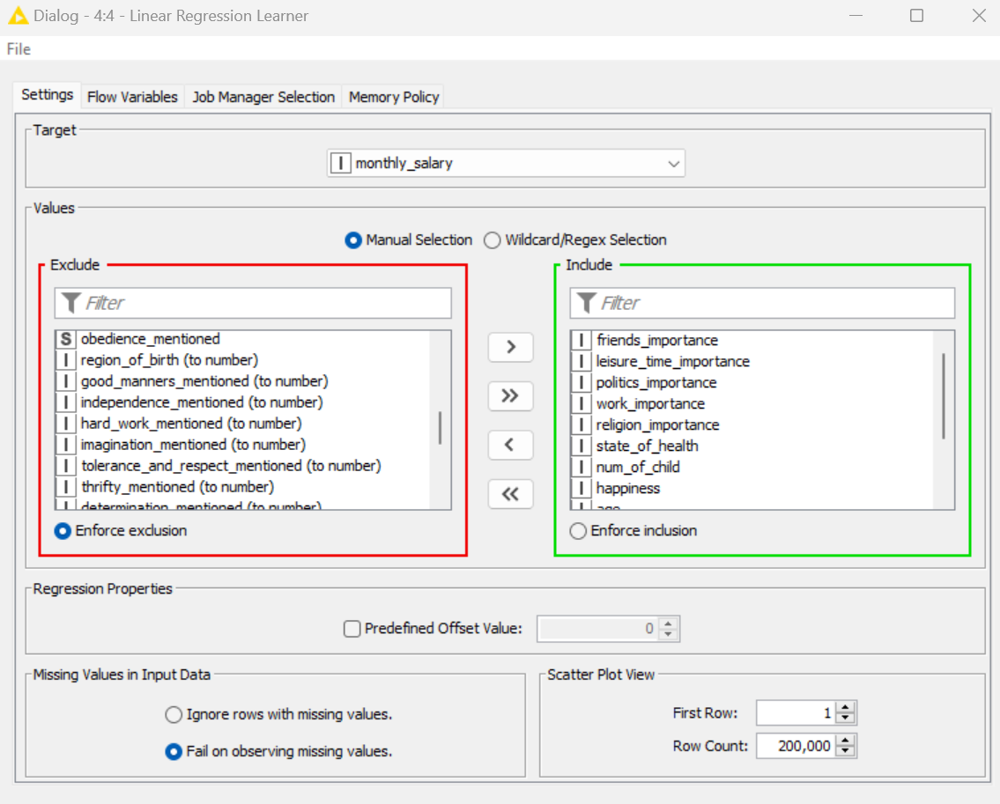 Dialog - 4:4 - Linear Regression Learner
File
Settings Flow Variables Job Manager Selection Memory Policy
Target
I monthly_salary
Values
Manual Selection Wildcard/Regex Selection
Exclude
Filter
S obedience_mentioned
I region_of_birth (to number)
I good_manners_mentioned (to number)
I independence_mentioned (to number)
I hard_work_mentioned (to number)
I imagination_mentioned (to number)
I tolerance_and_respect_mentioned (to number)
I thrifty_mentioned (to number)
I determination_mentioned (to number)
Enforce exclusion
>
>>
<
<<
Include
Filter
I friends_importance
I leisure_time_importance
I politics_importance
I work_importance
I religion_importance
I state_of_health
I num_of_child
I happiness
I age
Enforce inclusion
Regression Properties
Predefined Offset Value: 0
Missing Values in Input Data
Ignore rows with missing values.
Fail on observing missing values.
Scatter Plot View
First Row: 1
Row Count: 200,000